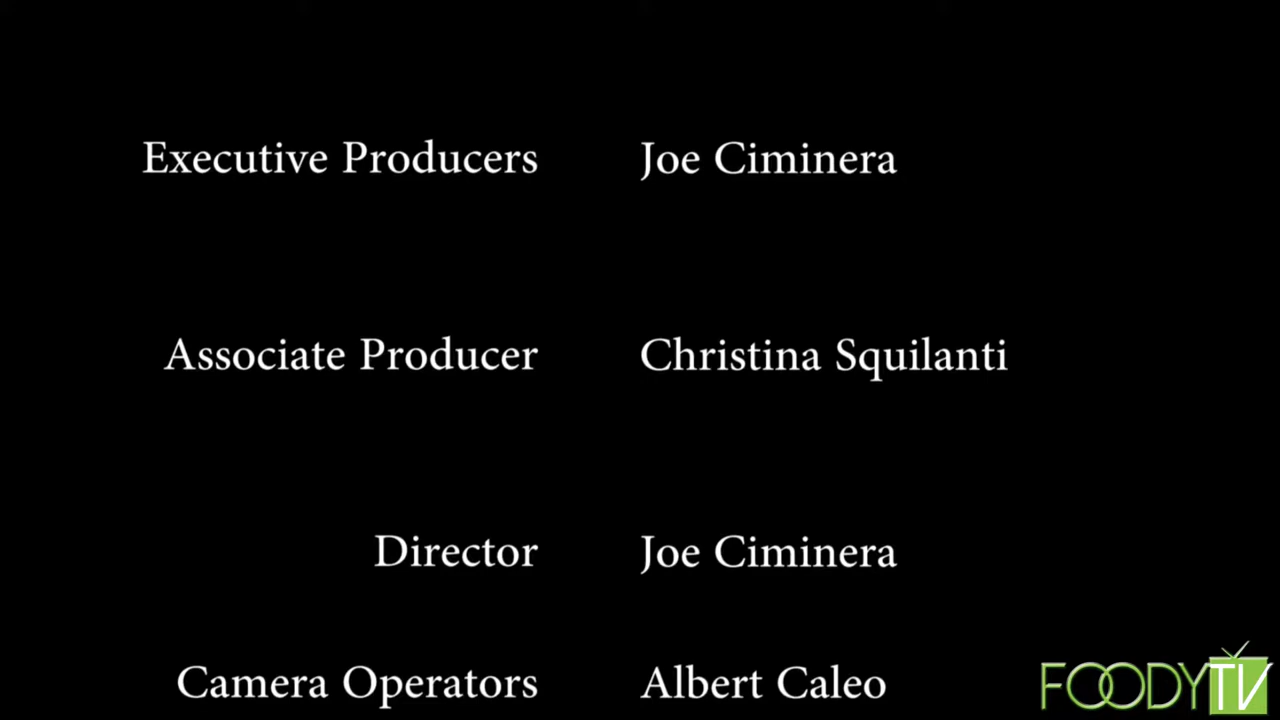 Executive Producers Joe Ciminera
Associate Producer Christina Squilanti
Director Joe Ciminera
Camera Operators Albert Caleo
FOODYTV